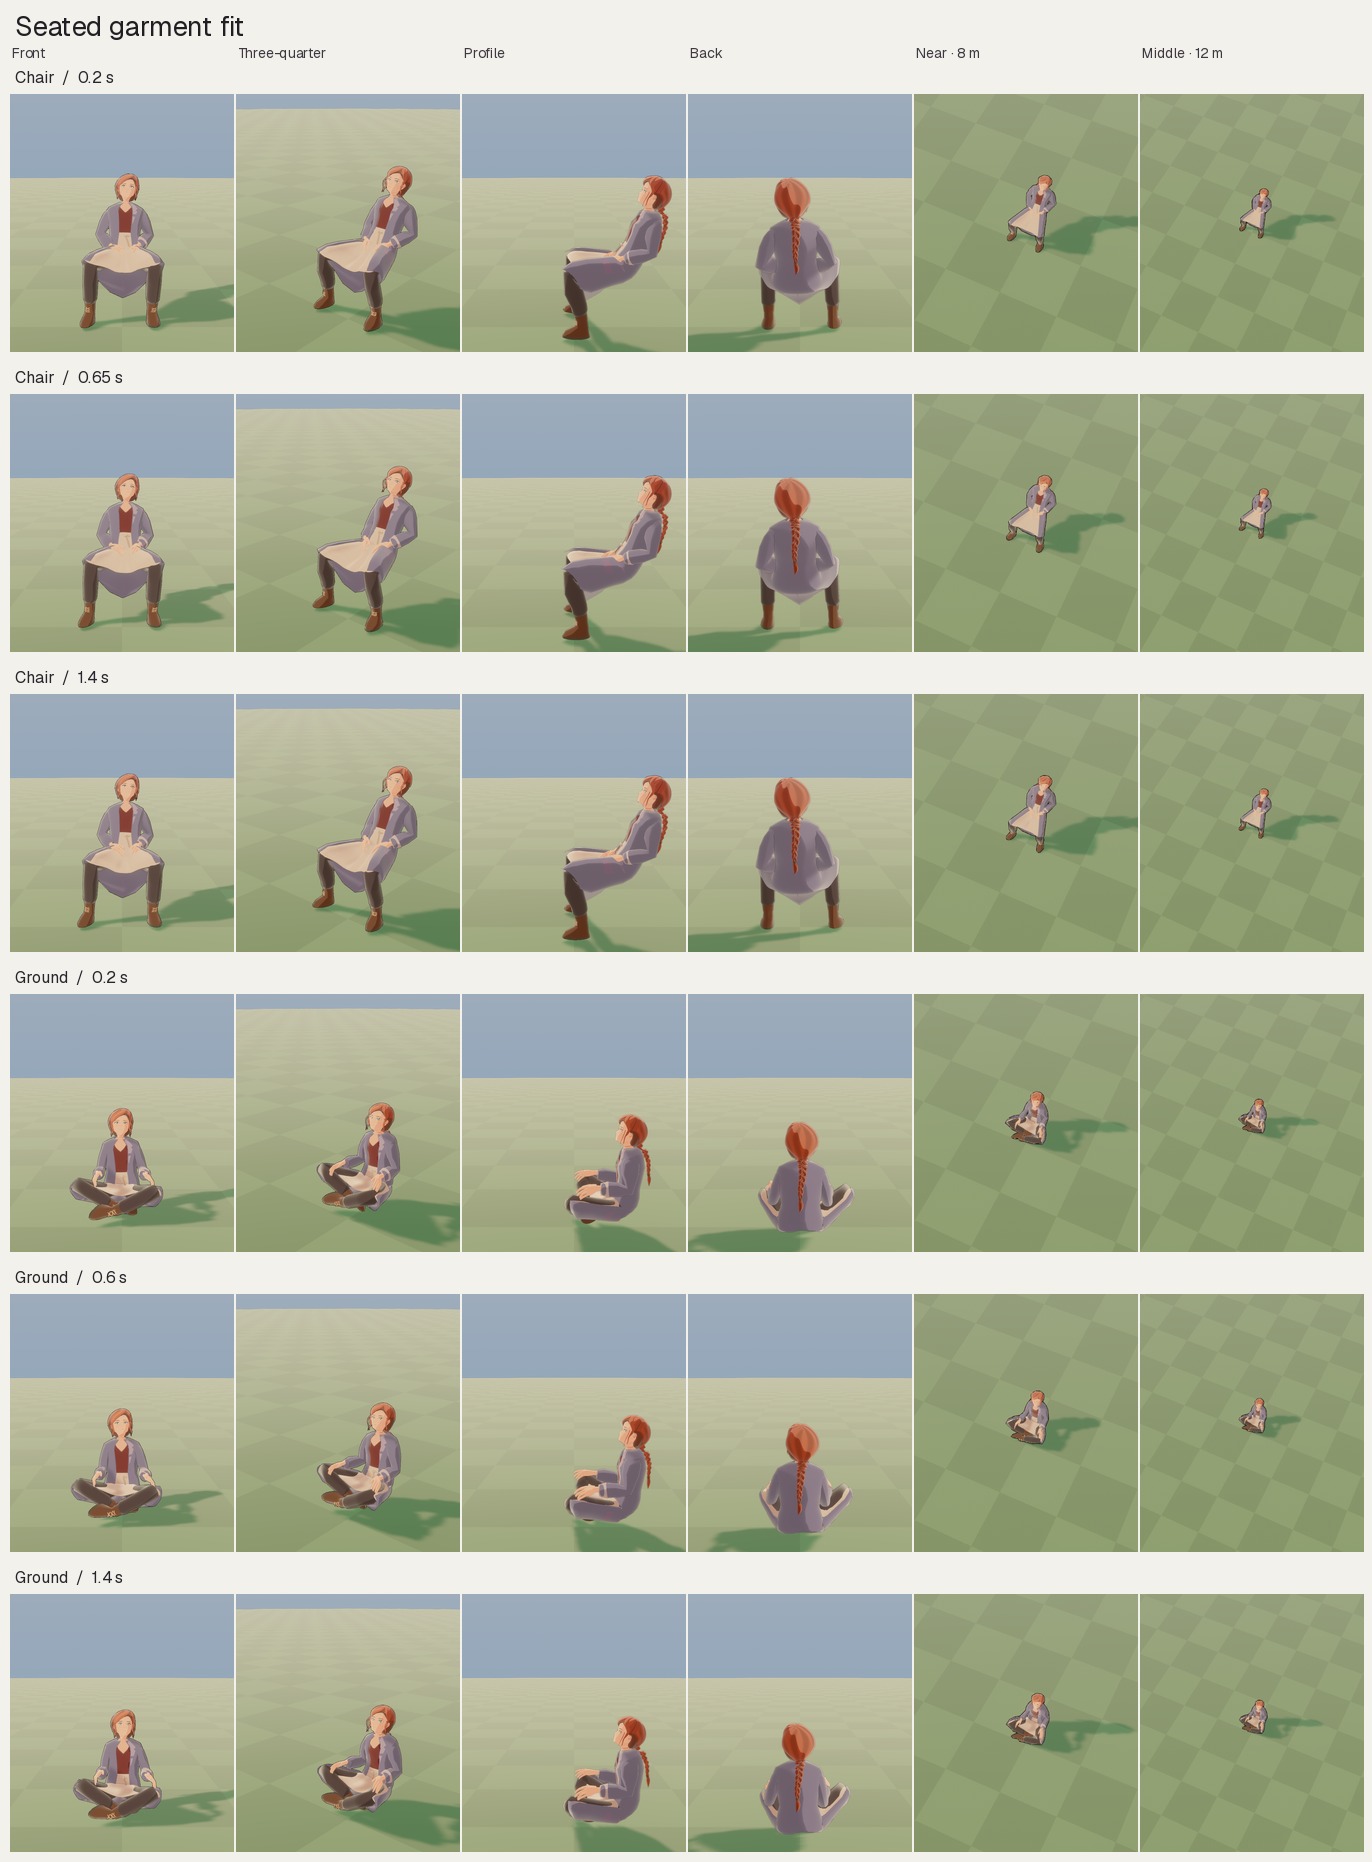 Seated garment fit
Front Three-quarter Profile Back Near · 8 m Middle · 12 m
Chair / 0.2 s
Chair / 0.65 s
Chair / 1.4 s
Ground / 0.2 s
Ground / 0.6 s
Ground / 1.4 s